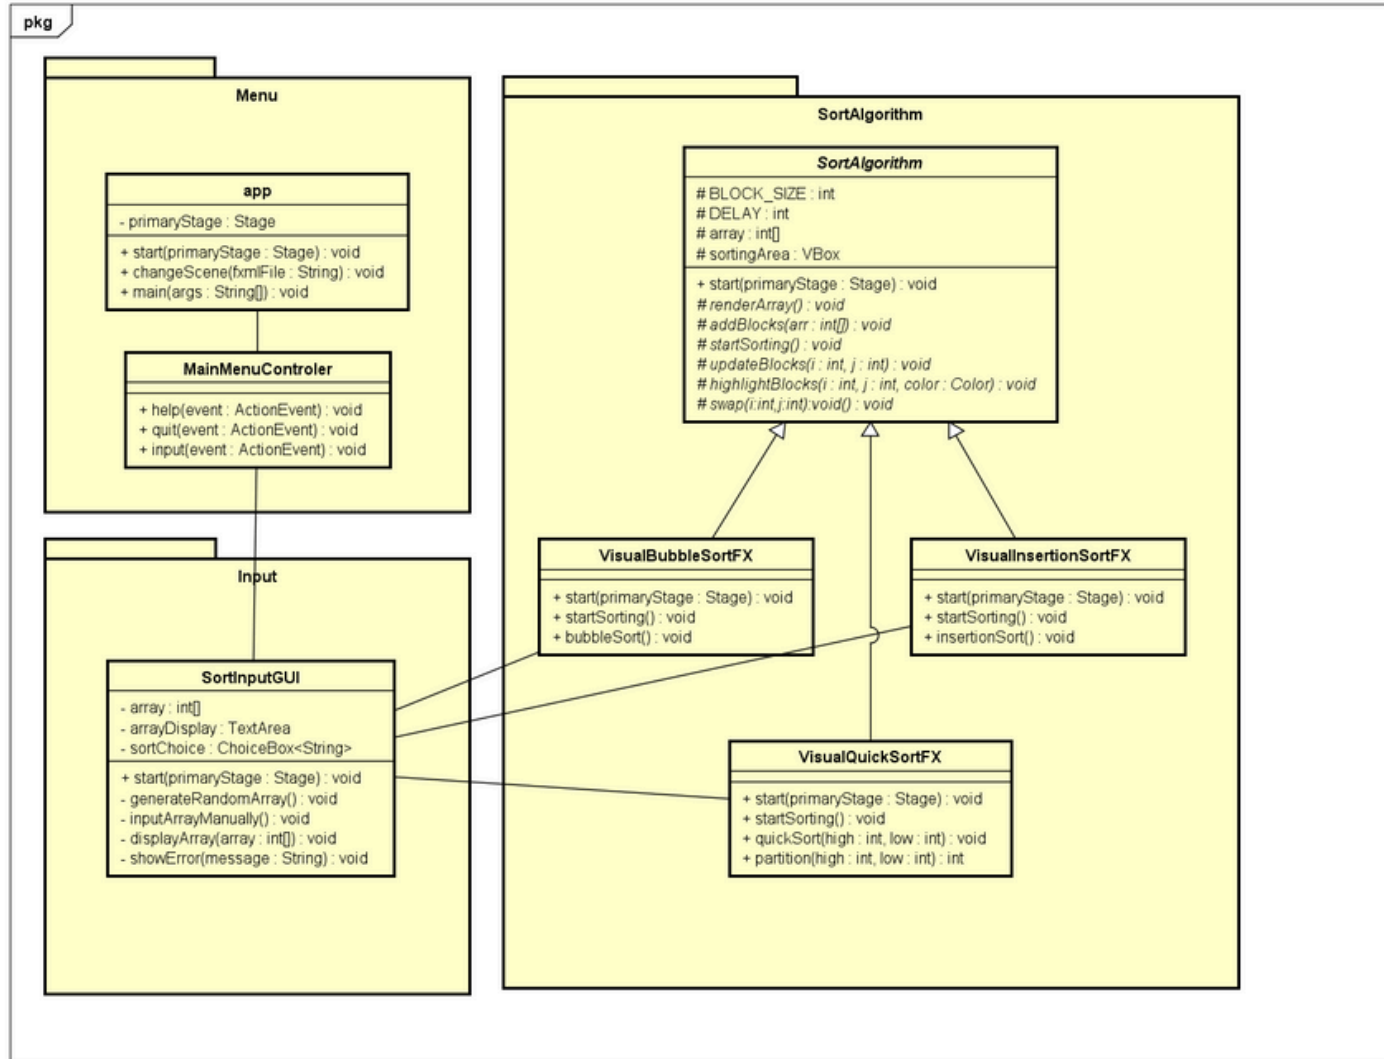 pkg
Menu
app
- primaryStage : Stage
+ start(primaryStage : Stage) : void
+ changeScene(fxmlFile : String) : void
+ main(args : String[]) : void
MainMenuControler
+ help(event : ActionEvent) : void
+ quit(event : ActionEvent) : void
+ input(event : ActionEvent) : void
Input
SortInputGUI
- array : int[]
- arrayDisplay : TextArea
- sortChoice : ChoiceBox<String>
+ start(primaryStage : Stage) : void
- generateRandomArray() : void
- inputArrayManually() : void
- displayArray(array : int[]) : void
- showError(message : String) : void
SortAlgorithm
SortAlgorithm
# BLOCK_SIZE : int
# DELAY : int
# array : int[]
# sortingArea : VBox
+ start(primaryStage : Stage) : void
# renderArray() : void
# addBlocks(arr : int[]) : void
# startSorting() : void
# updateBlocks(i : int, j : int) : void
# highlightBlocks(i : int, j : int, color : Color) : void
# swap(i:int,j:int):void() : void
VisualBubbleSortFX
+ start(primaryStage : Stage) : void
+ startSorting() : void
+ bubbleSort() : void
VisualInsertionSortFX
+ start(primaryStage : Stage) : void
+ startSorting() : void
+ insertionSort() : void
VisualQuickSortFX
+ start(primaryStage : Stage) : void
+ startSorting() : void
+ quickSort(high : int, low : int) : void
+ partition(high : int, low : int) : int